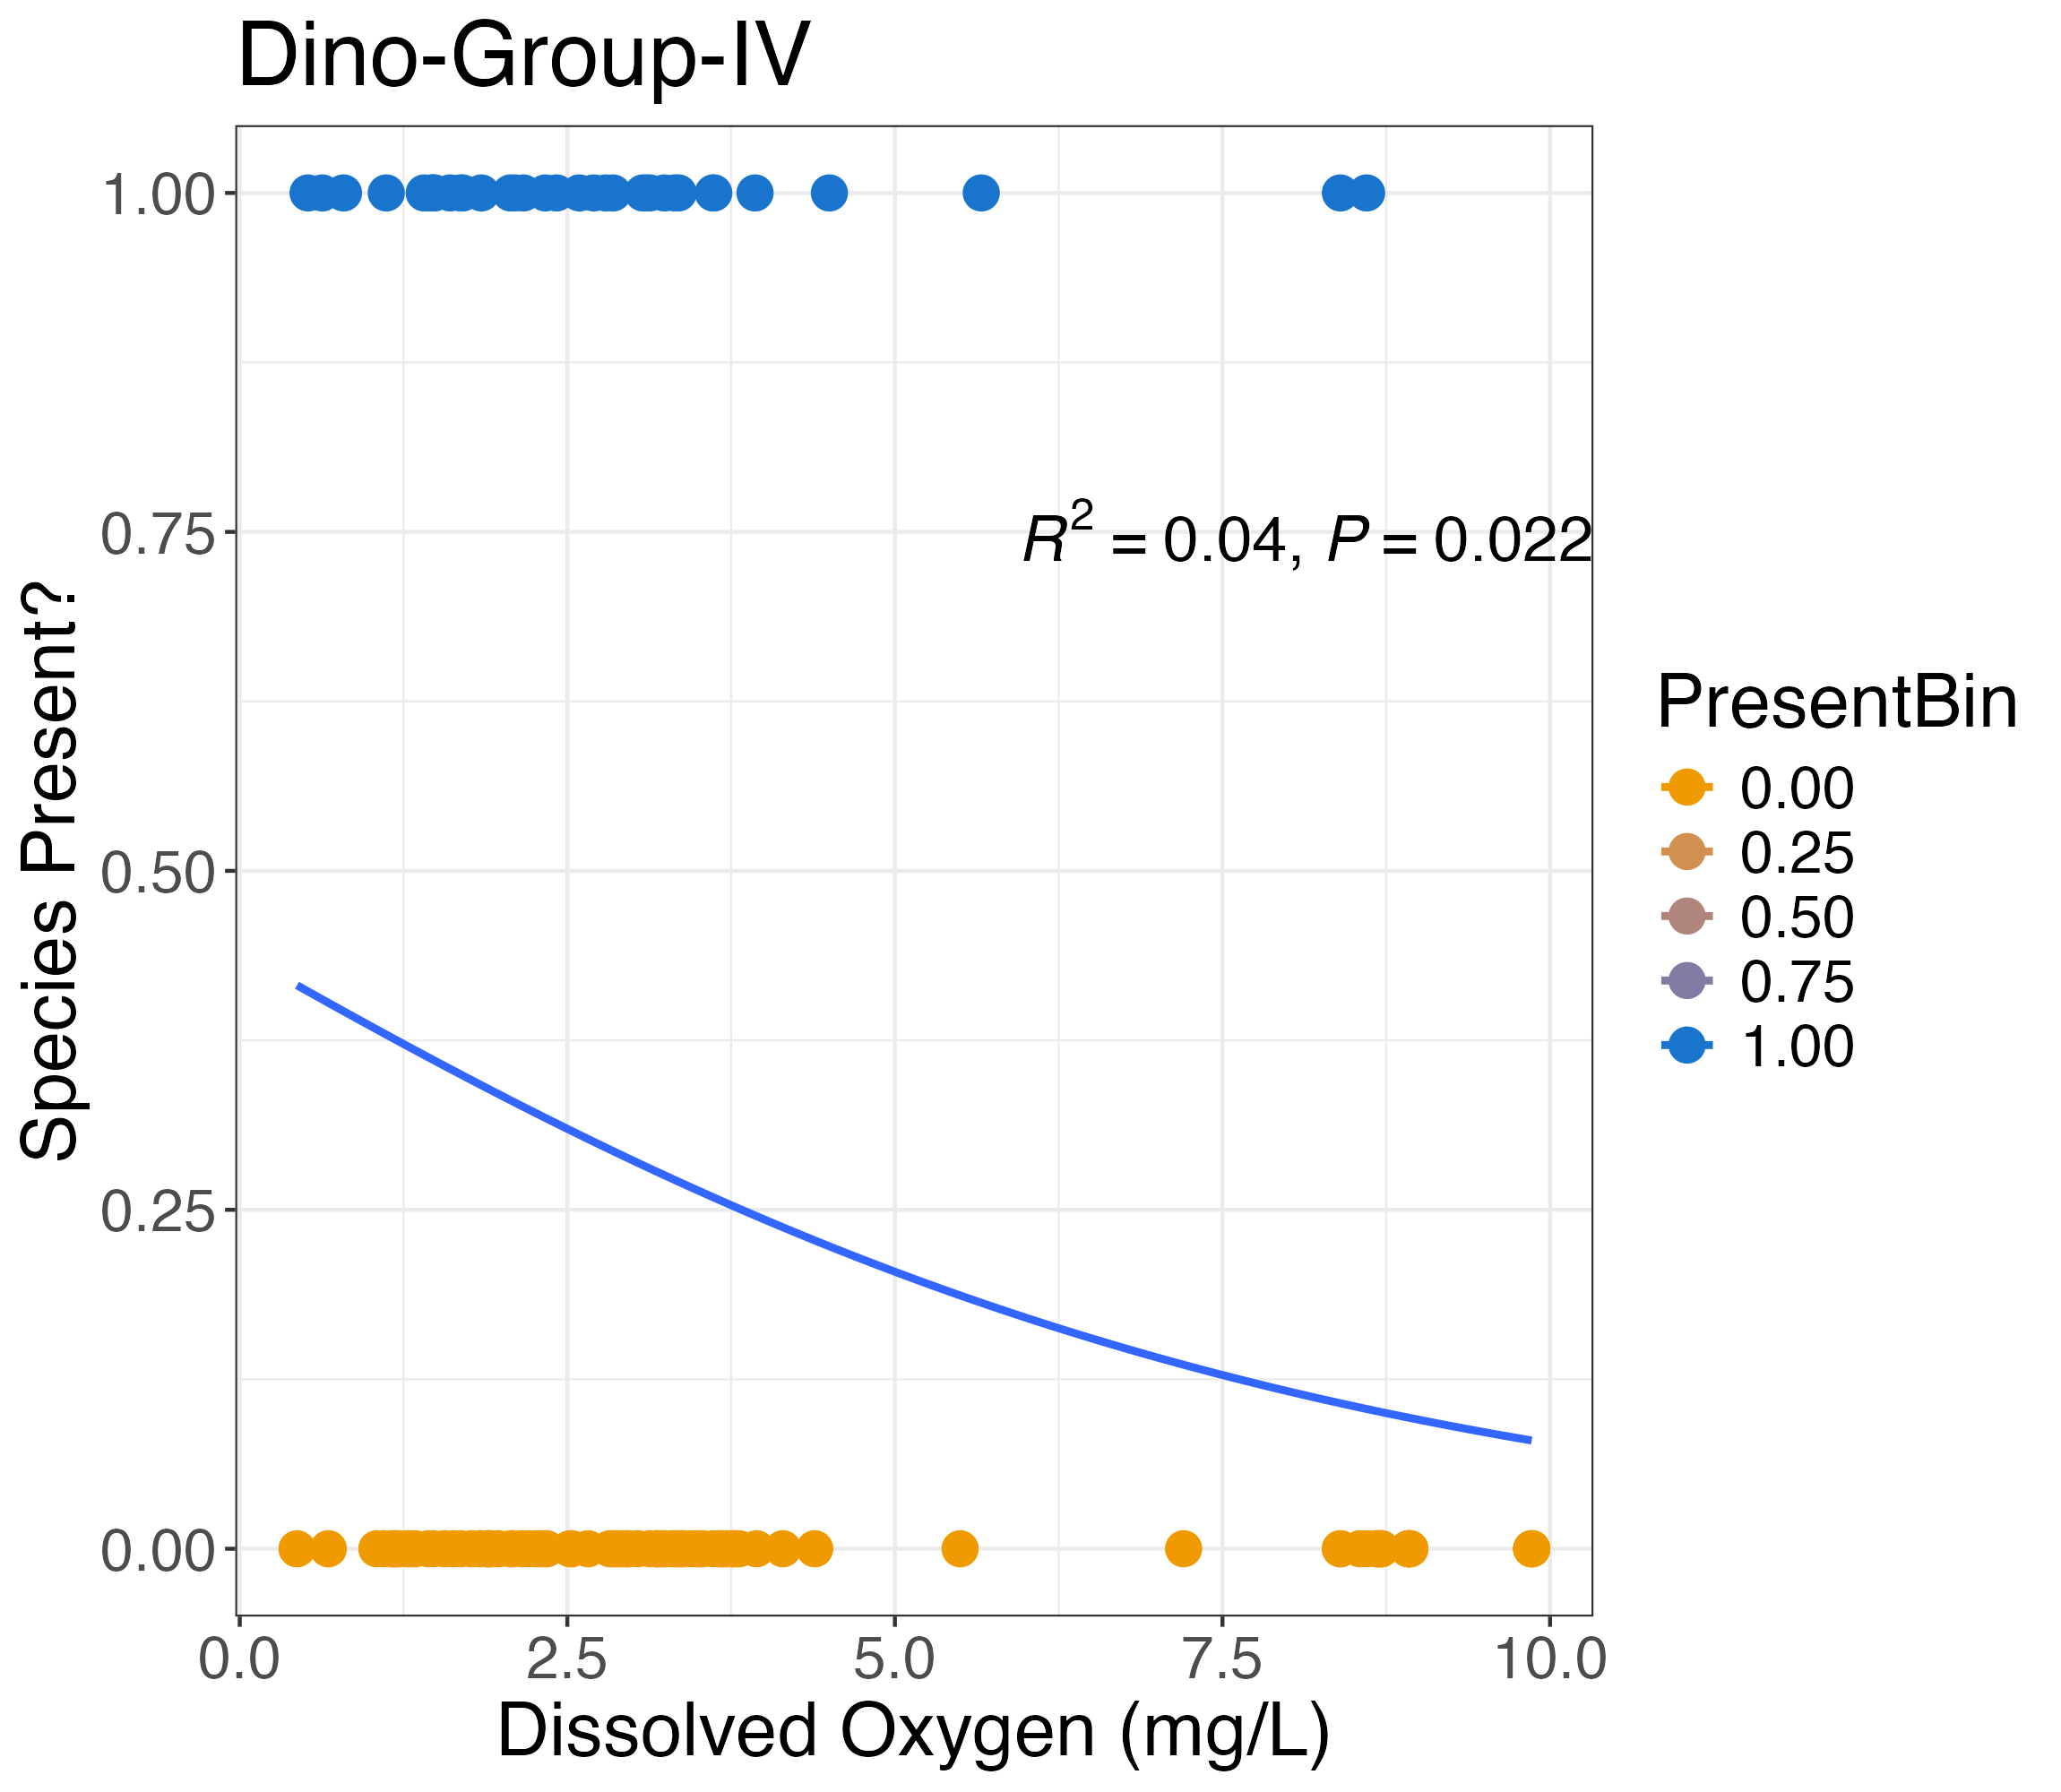 Dino-Group-IV
1.00
0.75
0.50
0.25
0.00
Species Present?
R² = 0.04, P = 0.022
0.0 2.5 5.0 7.5 10.0
Dissolved Oxygen (mg/L)
PresentBin
0.00
0.25
0.50
0.75
1.00